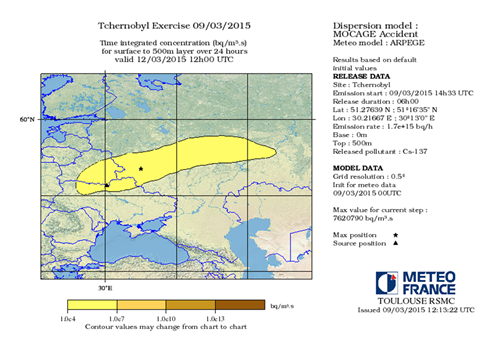 Tchernobyl Exercise 09/03/2015
Time integrated concentration (bq/m³.s)
for surface to 500m layer over 24 hours
valid 12/03/2015 12h00 UTC
60°N
30°E
1.0e4 1.0e7 1.0e10 1.0e13 bq/m³.s
Contour values may change from chart to chart
Dispersion model :
MOCAGE Accident
Meteo model : ARPEGE
Results based on default
initial values
RELEASE DATA
Site : Tchernobyl
Emission start : 09/03/2015 14h33 UTC
Release duration : 06h00
Lat : 51.27639 N ; 51°16'35" N
Lon : 30.21667 E ; 30°13'0" E
Emission rate : 1.7e+15 bq/h
Base : 0m
Top : 500m
Released pollutant : Cs-137
MODEL DATA
Grid resolution : 0.5°
Init for meteo data
09/03/2015 00UTC
Max value for current step :
7620790 bq/m³.s
Max position ★
Source position ▲
METEO
FRANCE
TOULOUSE RSMC
Issued 09/03/2015 12:13:22 UTC